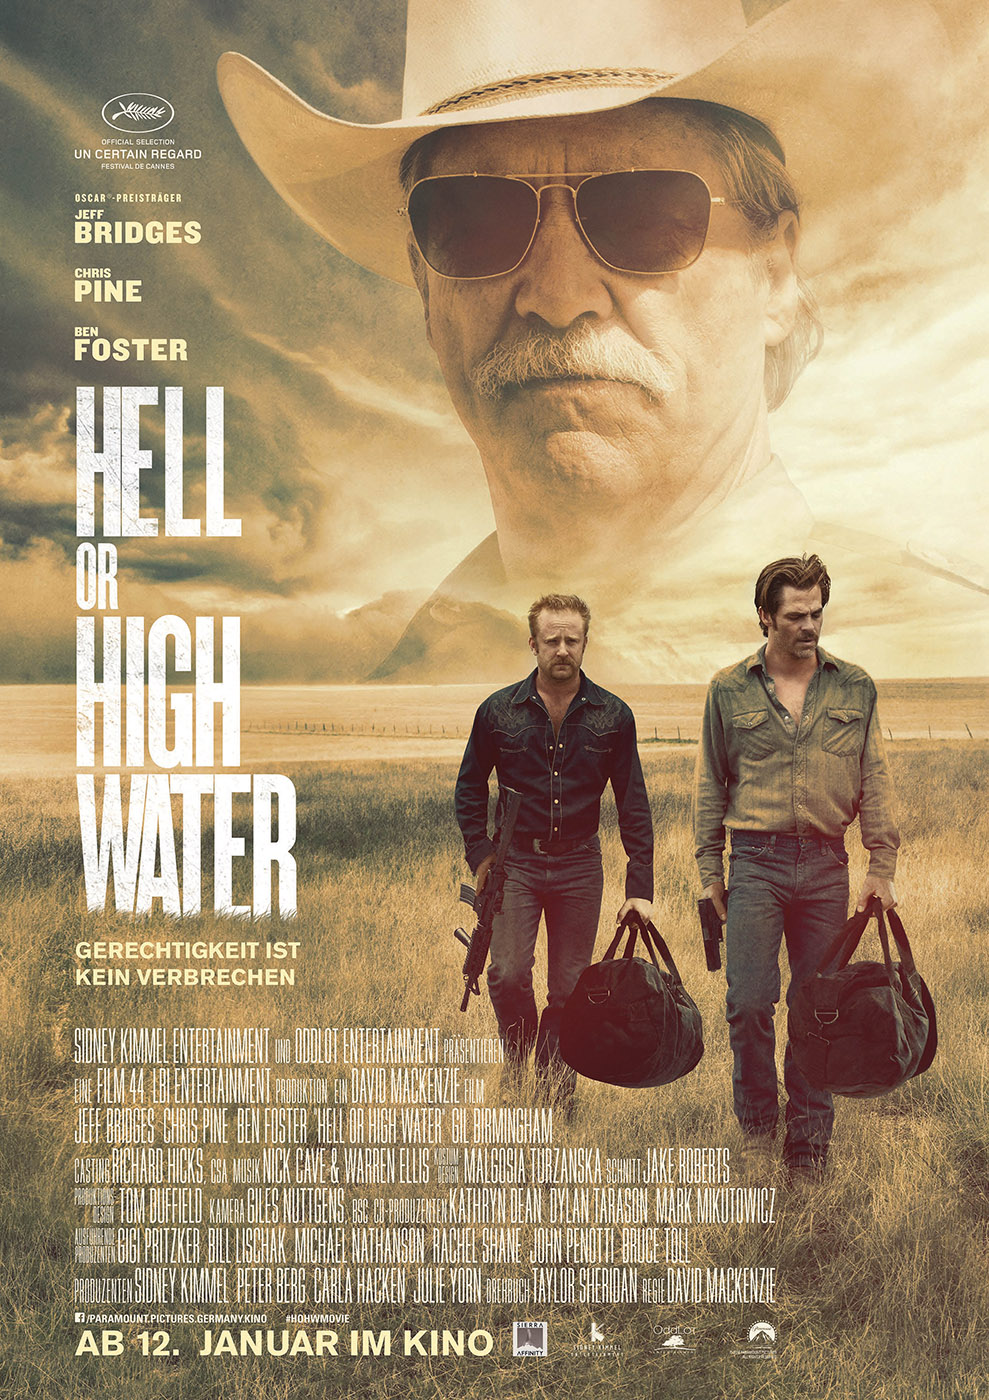 OFFICIAL SELECTION
UN CERTAIN REGARD
FESTIVAL DE CANNES
OSCAR®-PREISTRÄGER
JEFF
BRIDGES
CHRIS
PINE
BEN
FOSTER
HELL
OR
HIGH
WATER
GERECHTIGKEIT IST
KEIN VERBRECHEN
SIDNEY KIMMEL ENTERTAINMENT UND ODDLOT ENTERTAINMENT PRÄSENTIEREN
EINE FILM 44, LBI ENTERTAINMENT PRODUKTION EIN DAVID MACKENZIE FILM
JEFF BRIDGES CHRIS PINE BEN FOSTER "HELL OR HIGH WATER" GIL BIRMINGHAM
CASTING RICHARD HICKS, CSA MUSIK NICK CAVE & WARREN ELLIS KOSTÜM-DESIGN MALGOSIA TURZANSKA SCHNITT JAKE ROBERTS
PRODUKTIONS-DESIGN TOM DUFFIELD KAMERA GILES NUTTGENS, BSC CO-PRODUZENTEN KATHRYN DEAN DYLAN TARASON MARK MIKUTOWICZ
AUSFÜHRENDE PRODUZENTEN GIGI PRITZKER BILL LISCHAK MICHAEL NATHANSON RACHEL SHANE JOHN PENOTTI BRUCE TOLL
PRODUZENTEN SIDNEY KIMMEL PETER BERG CARLA HACKEN JULIE YORN DREHBUCH TAYLOR SHERIDAN REGIE DAVID MACKENZIE
/PARAMOUNT.PICTURES.GERMANY.KINO #HOHWMOVIE
AB 12. JANUAR IM KINO
SIERRA
AFFINITY
SIDNEY KIMMEL
ENTERTAINMENT
OddLot